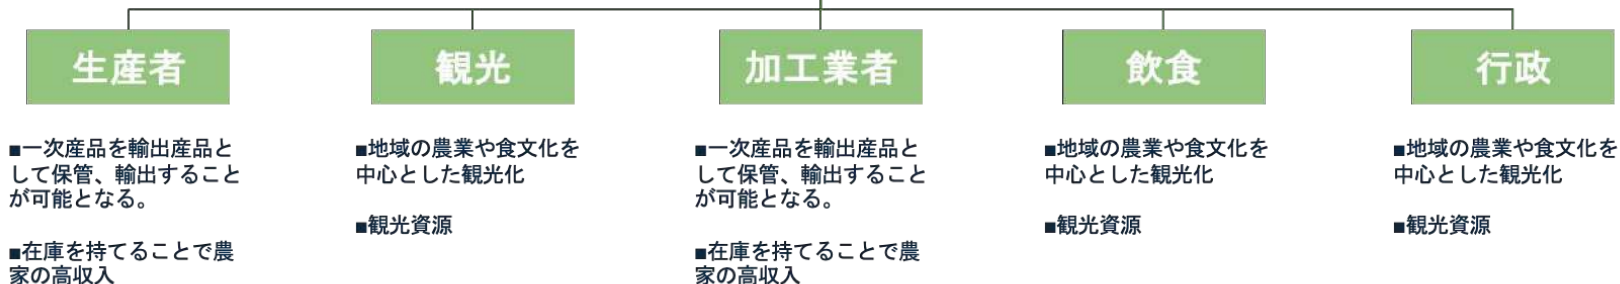 生産者
観光
加工業者
飲食
行政
■一次産品を輸出産品と
して保管、輸出すること
が可能となる。
■在庫を持てることで農
家の高収入
■地域の農業や食文化を
中心とした観光化
■観光資源
■一次産品を輸出産品と
して保管、輸出すること
が可能となる。
■在庫を持てることで農
家の高収入
■地域の農業や食文化を
中心とした観光化
■観光資源
■地域の農業や食文化を
中心とした観光化
■観光資源